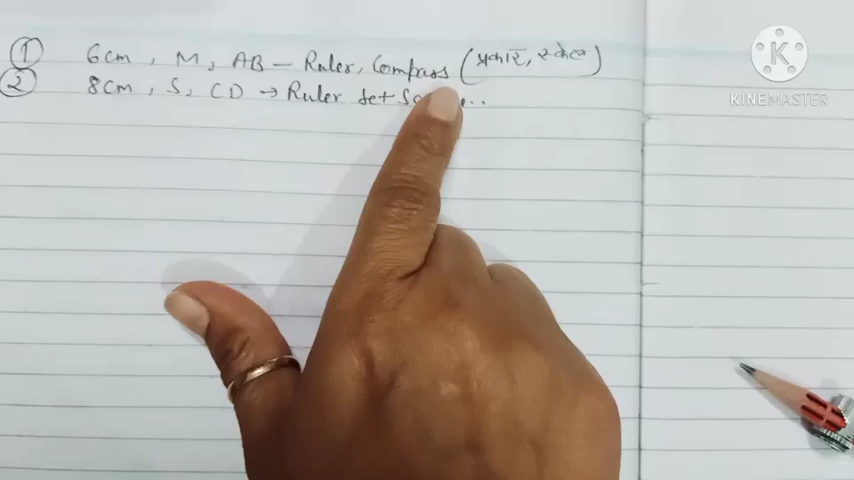 ① 6cm, M, AB - Ruler, Compass (प्रकार, स्केल)
② 8cm, S, CD → Ruler Set
K
KINEMASTER